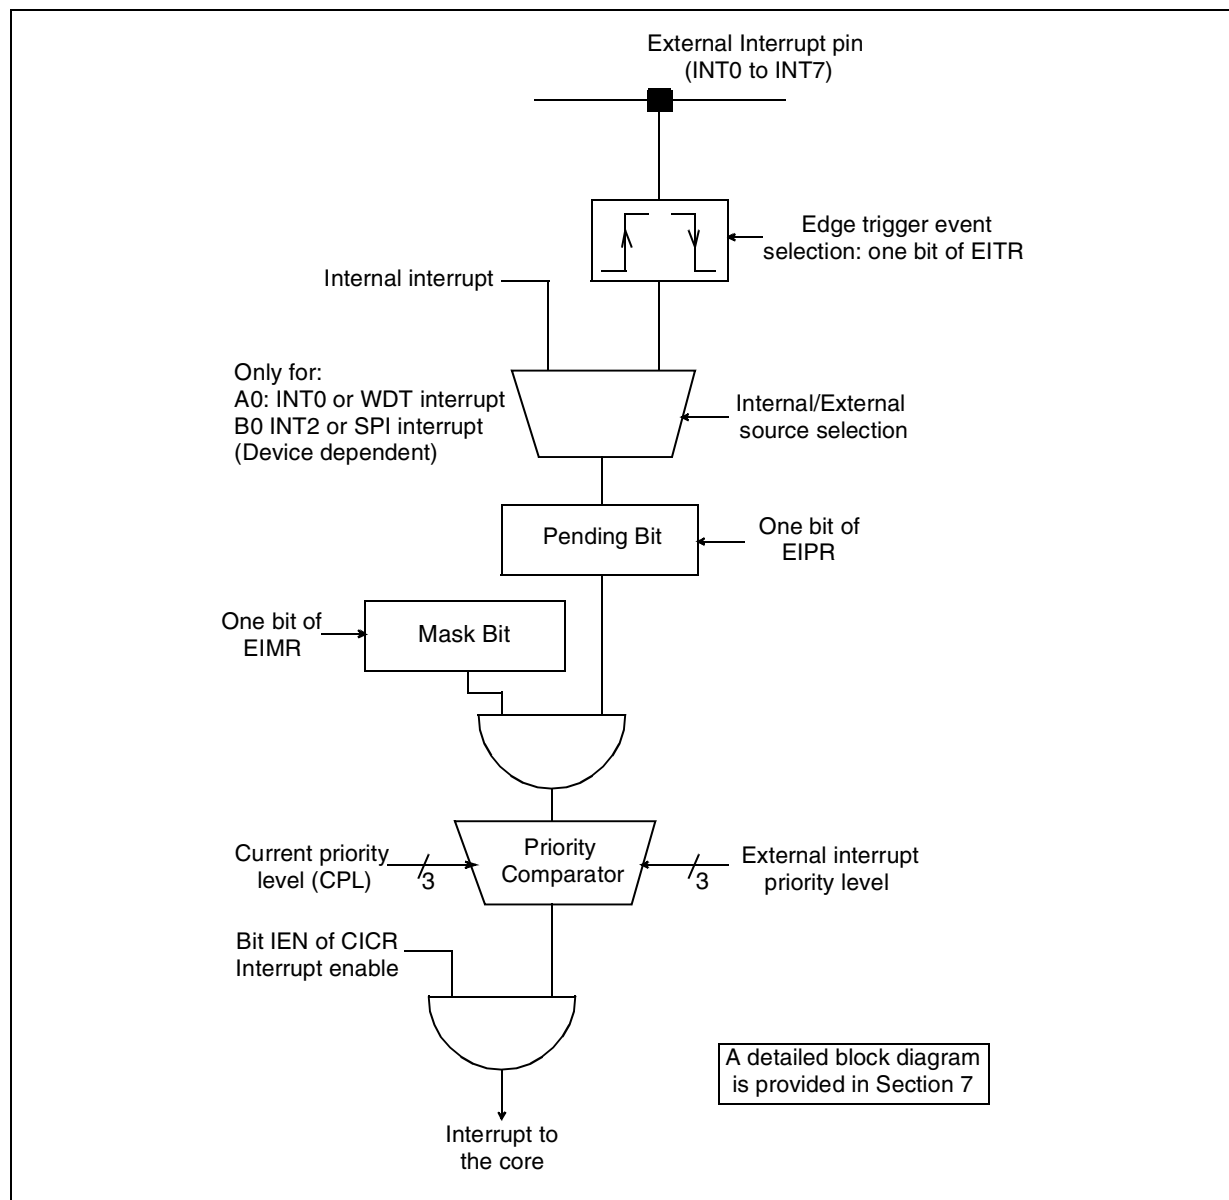 External Interrupt pin
(INT0 to INT7)
Edge trigger event
selection: one bit of EITR
Internal interrupt
Only for:
A0: INT0 or WDT interrupt
B0 INT2 or SPI interrupt
(Device dependent)
Internal/External
source selection
Pending Bit
One bit of
EIPR
One bit of
EIMR
Mask Bit
Current priority
level (CPL)
3
Priority
Comparator
3
External interrupt
priority level
Bit IEN of CICR
Interrupt enable
A detailed block diagram
is provided in Section 7
Interrupt to
the core